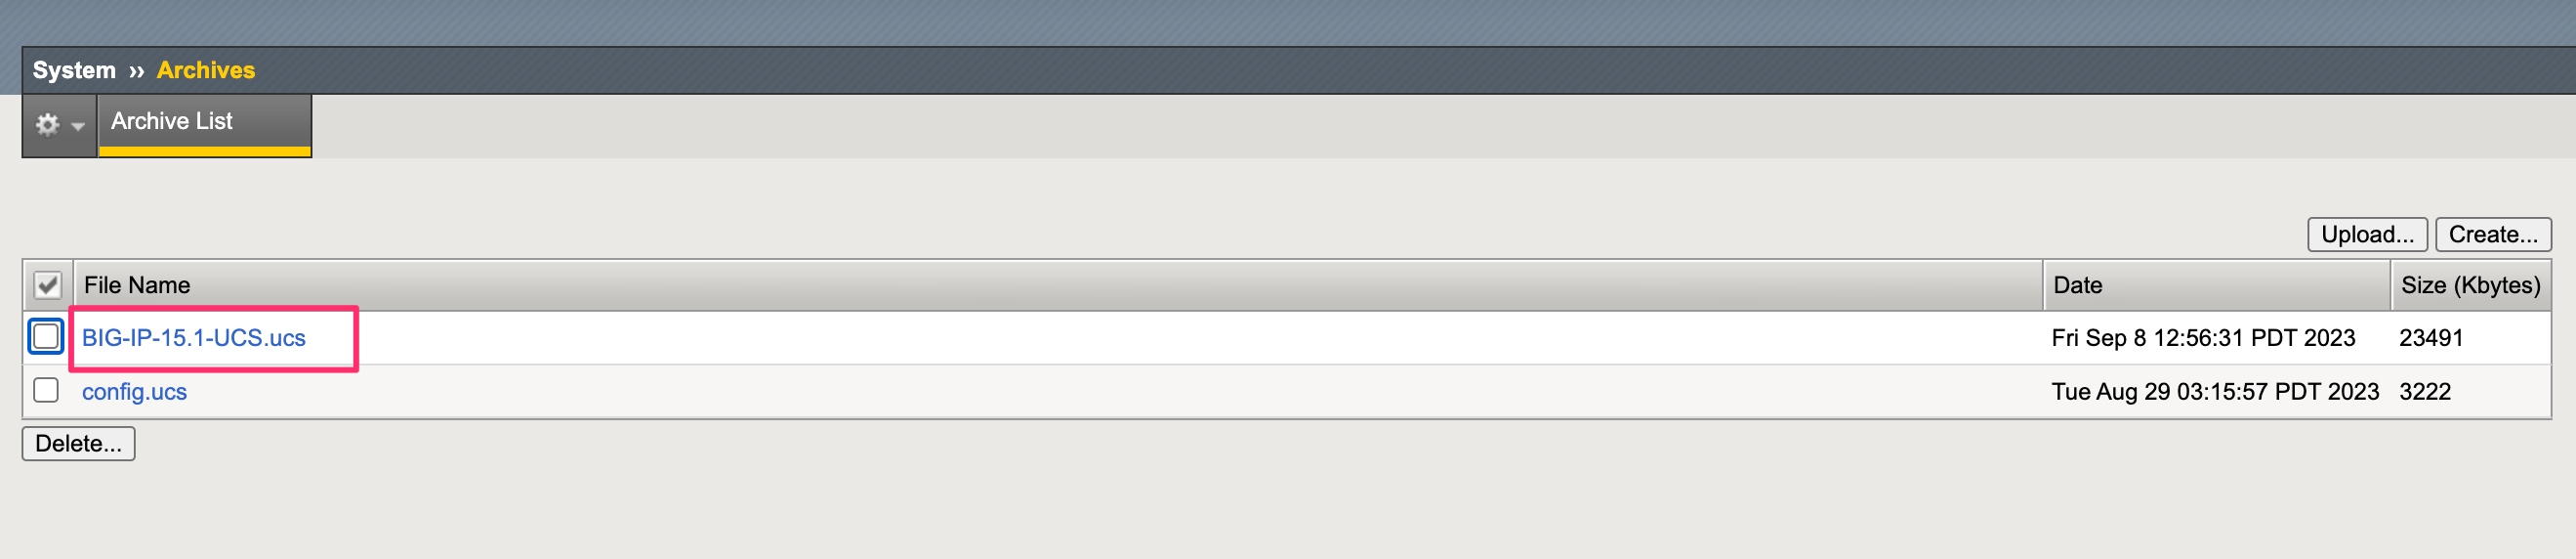 System »» Archives
Archive List
Upload... Create...
File Name Date Size (Kbytes)
BIG-IP-15.1-UCS.ucs Fri Sep 8 12:56:31 PDT 2023 23491
config.ucs Tue Aug 29 03:15:57 PDT 2023 3222
Delete...